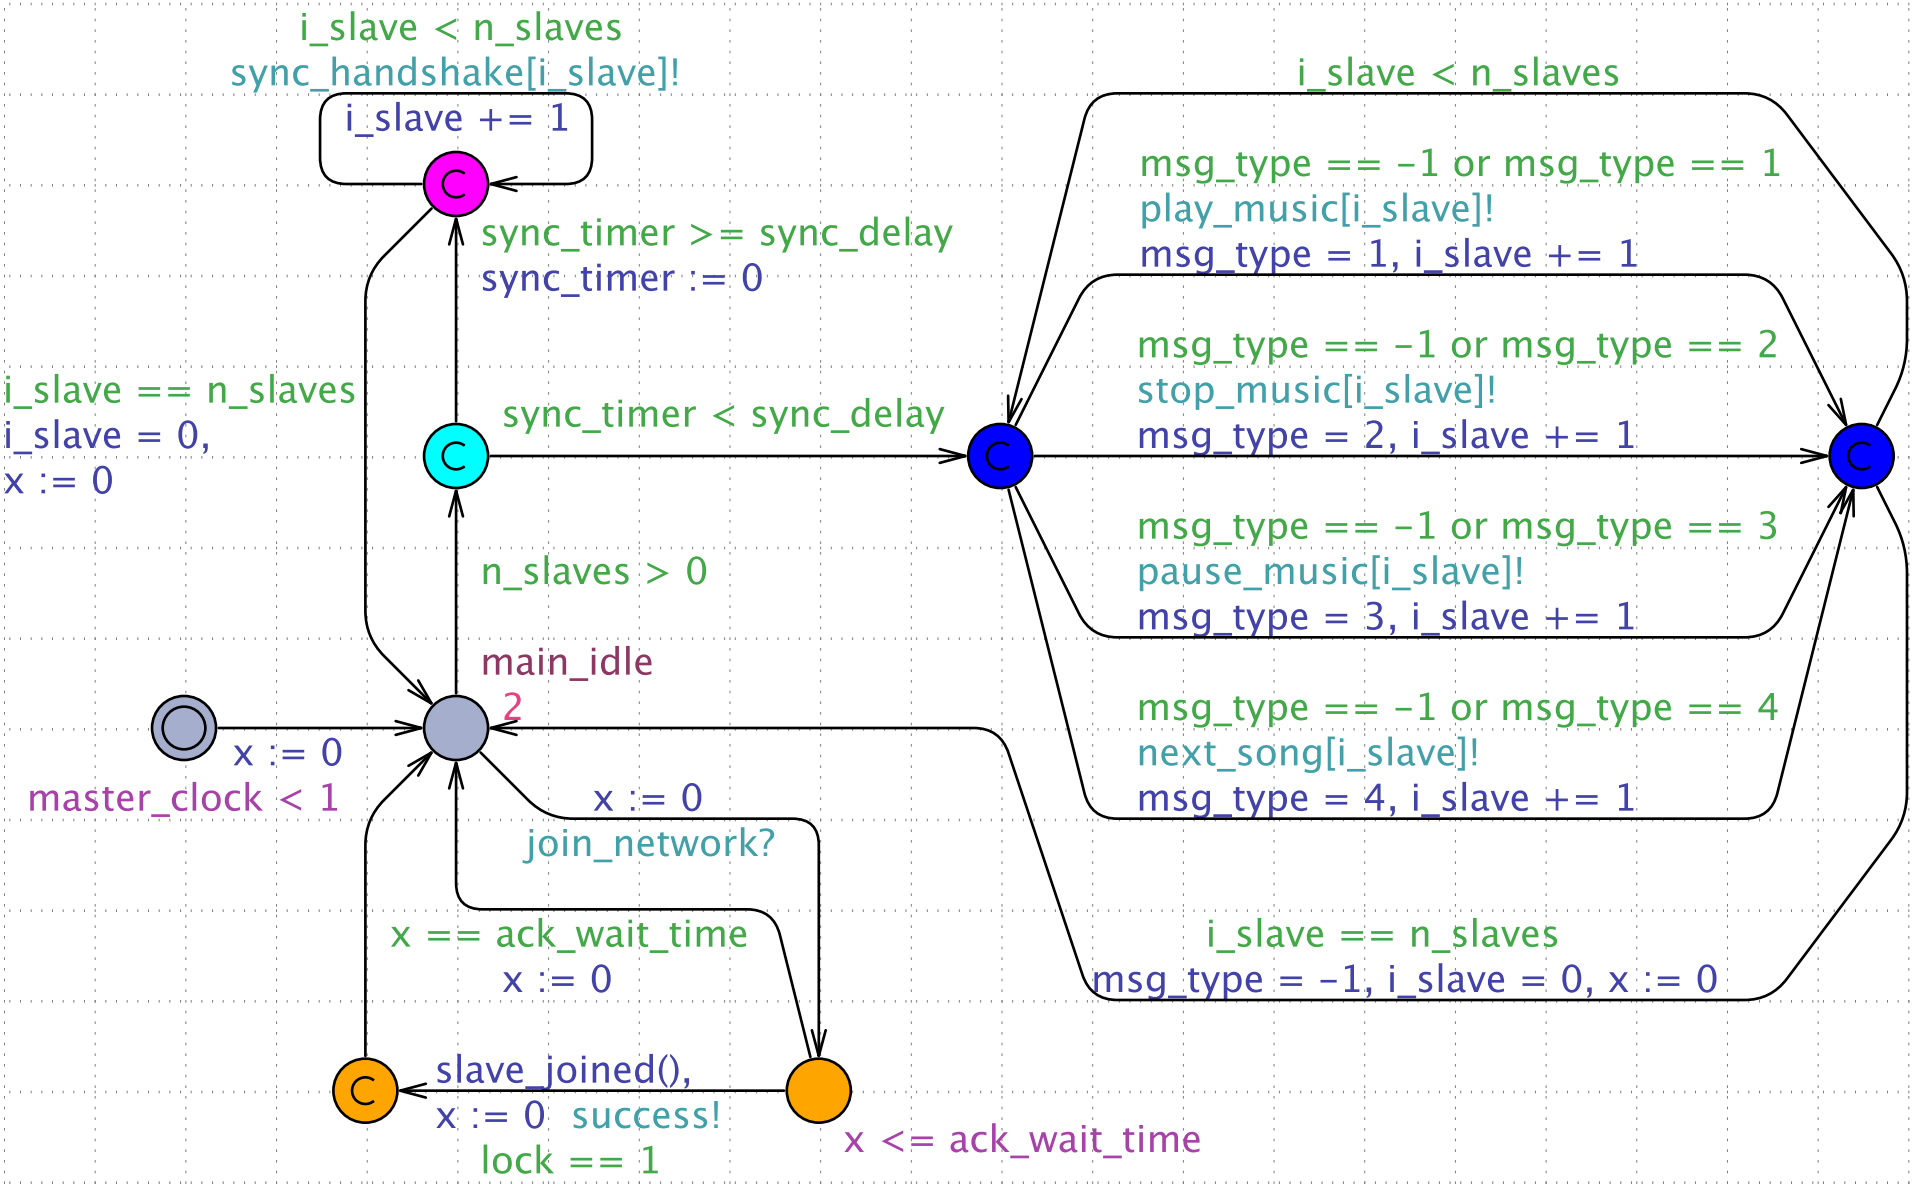 i_slave < n_slaves
sync_handshake[i_slave]!
i_slave += 1
C
sync_timer >= sync_delay
sync_timer := 0
i_slave == n_slaves
i_slave = 0,
x := 0
C
sync_timer < sync_delay
n_slaves > 0
main_idle
2
x := 0
master_clock < 1
x := 0
join_network?
x == ack_wait_time
x := 0
C
slave_joined(),
x := 0 success!
lock == 1
x <= ack_wait_time
i_slave < n_slaves
msg_type == -1 or msg_type == 1
play_music[i_slave]!
msg_type = 1, i_slave += 1
msg_type == -1 or msg_type == 2
stop_music[i_slave]!
msg_type = 2, i_slave += 1
C
C
msg_type == -1 or msg_type == 3
pause_music[i_slave]!
msg_type = 3, i_slave += 1
msg_type == -1 or msg_type == 4
next_song[i_slave]!
msg_type = 4, i_slave += 1
i_slave == n_slaves
msg_type = -1, i_slave = 0, x := 0